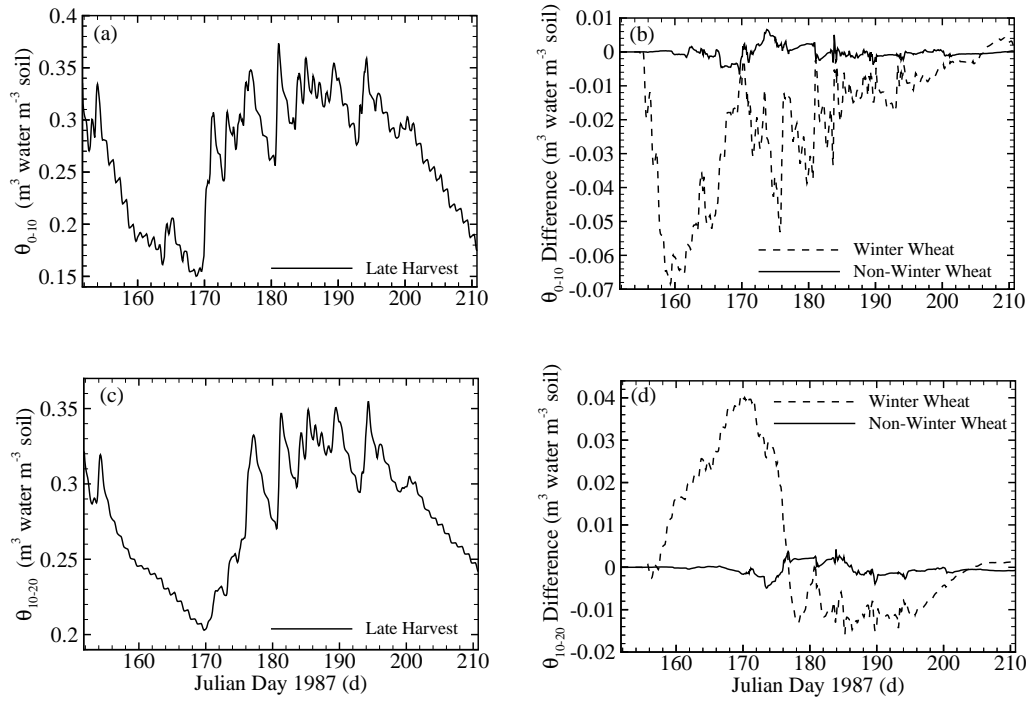 (a)
θ0-10 (m³ water m⁻³ soil)
0.4
0.35
0.3
0.25
0.2
0.15
160 170 180 190 200 210
Late Harvest
(b)
θ0-10 Difference (m³ water m⁻³ soil)
0.01
0
-0.01
-0.02
-0.03
-0.04
-0.05
-0.06
-0.07
160 170 180 190 200 210
Winter Wheat
Non-Winter Wheat
(c)
θ10-20 (m³ water m⁻³ soil)
0.35
0.3
0.25
0.2
160 170 180 190 200 210
Late Harvest
Julian Day 1987 (d)
(d)
θ10-20 Difference (m³ water m⁻³ soil)
0.04
0.03
0.02
0.01
0
-0.01
-0.02
160 170 180 190 200 210
Winter Wheat
Non-Winter Wheat
Julian Day 1987 (d)